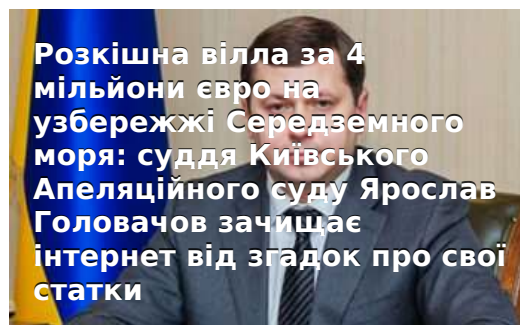 Розкішна вілла за 4
мільйони євро на
узбережжі Середземного
моря: суддя Київського
Апеляційного суду Ярослав
Головачов зачищає
інтернет від згадок про свої
статки